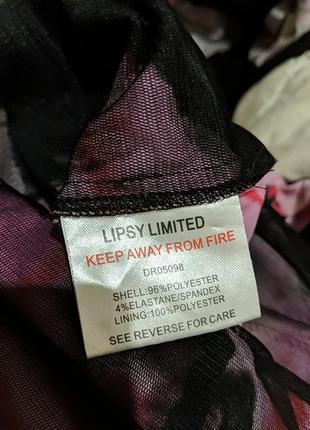 LIPSY LIMITED
KEEP AWAY FROM FIRE
DR05098
SHELL:96%POLYESTER
4%ELASTANE/SPANDEX
LINING:100%POLYESTER
SEE REVERSE FOR CARE